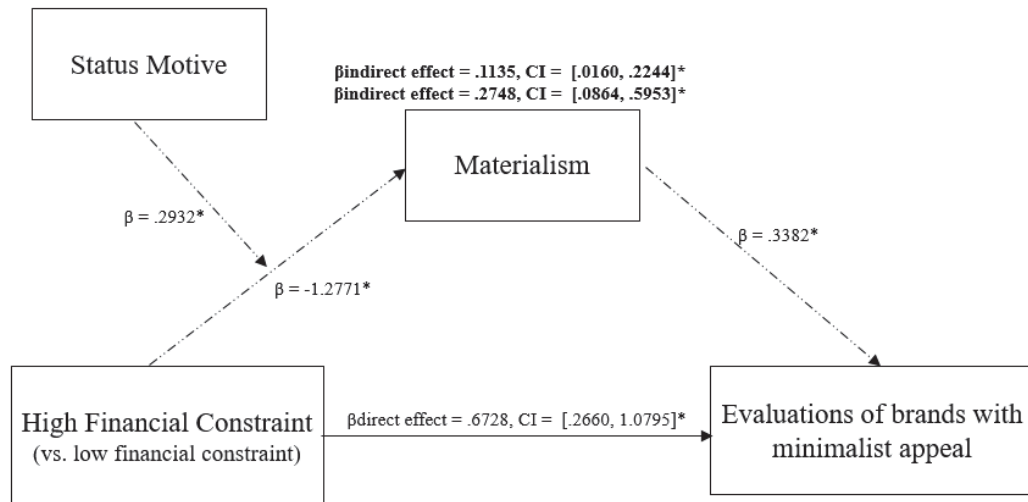 Status Motive
βindirect effect = .1135, CI = [.0160, .2244]*
βindirect effect = .2748, CI = [.0864, .5953]*
Materialism
β = .2932*
β = .3382*
β = -1.2771*
High Financial Constraint
(vs. low financial constraint)
βdirect effect = .6728, CI = [.2660, 1.0795]*
Evaluations of brands with
minimalist appeal